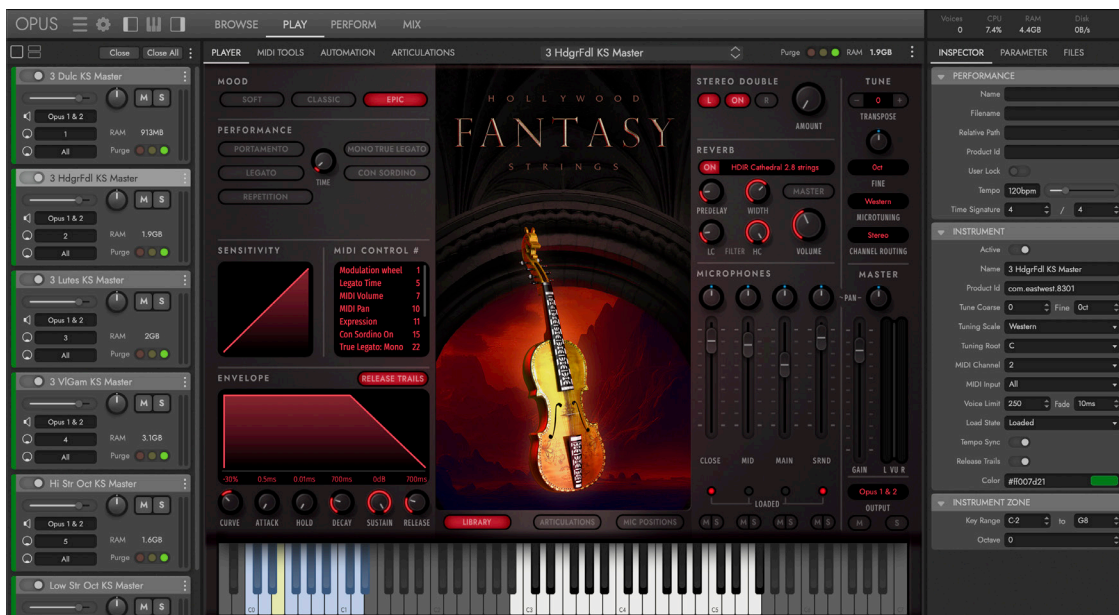 OPUS BROWSE PLAY PERFORM MIX
Voices CPU RAM Disk
0 7.4% 4.4GB 0B/s
Close Close All
PLAYER MIDI TOOLS AUTOMATION ARTICULATIONS 3 HdgrFdl KS Master Purge RAM 1.9GB
INSPECTOR PARAMETER FILES
3 Dulc KS Master
M S
Opus 1 & 2
1 RAM 913MB
All Purge
3 HdgrFdl KS Master
M S
Opus 1 & 2
2 RAM 1.9GB
All Purge
3 Lutes KS Master
M S
Opus 1 & 2
3 RAM 2GB
All Purge
3 VlGam KS Master
M S
Opus 1 & 2
4 RAM 3.1GB
All Purge
Hi Str Oct KS Master
M S
Opus 1 & 2
5 RAM 1.6GB
All Purge
Low Str Oct KS Master
M S
MOOD
SOFT CLASSIC EPIC
PERFORMANCE
PORTAMENTO MONO TRUE LEGATO
LEGATO TIME CON SORDINO
REPETITION
SENSITIVITY
MIDI CONTROL #
Modulation wheel 1
Legato Time 5
MIDI Volume 7
MIDI Pan 10
Expression 11
Con Sordino On 15
True Legato: Mono 22
ENVELOPE RELEASE TRAILS
-30% 0.5ms 0.01ms 700ms 0dB 700ms
CURVE ATTACK HOLD DECAY SUSTAIN RELEASE
HOLLYWOOD
FANTASY
STRINGS
LIBRARY ARTICULATIONS MIC POSITIONS
STEREO DOUBLE
L ON R
AMOUNT
REVERB
ON HDIR Cathedral 2.8 strings
MASTER
PREDELAY WIDTH
LC FILTER HC VOLUME
MICROPHONES
CLOSE MID MAIN SRND
LOADED
M S M S M S M S
TUNE
- 0 +
TRANSPOSE
0ct
FINE
Western
MICROTUNING
Stereo
CHANNEL ROUTING
MASTER
PAN
GAIN L VU R
Opus 1 & 2
OUTPUT
M S
C0 C1 C3 C4 C5
PERFORMANCE
Name
Filename
Relative Path
Product Id
User Lock
Tempo 120bpm
Time Signature 4 / 4
INSTRUMENT
Active
Name 3 HdgrFdl KS Master
Product Id com.eastwest.8301
Tune Coarse 0 Fine 0ct
Tuning Scale Western
Tuning Root C
MIDI Channel 2
MIDI Input All
Voice Limit 250 Fade 10ms
Load State Loaded
Tempo Sync
Release Trails
Color #ff007d21
INSTRUMENT ZONE
Key Range C-2 to G8
Octave 0